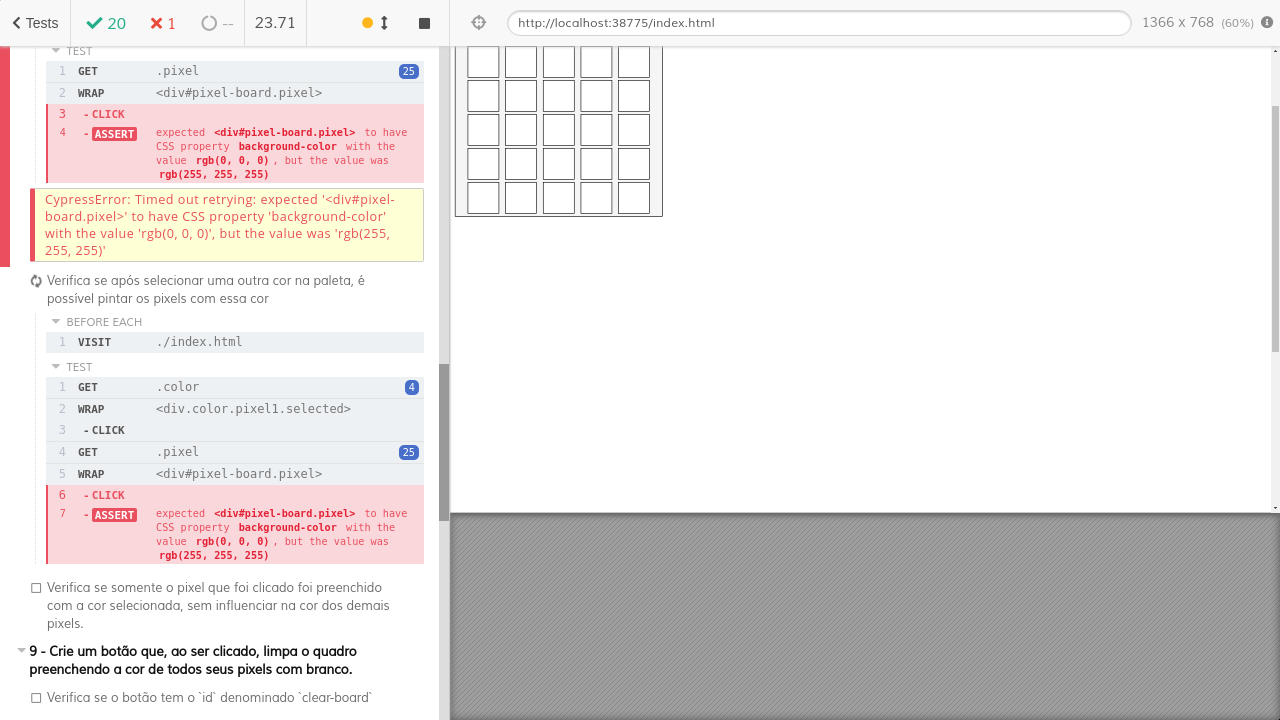 Tests
20
1
--
23.71
http://localhost:38775/index.html
1366 x 768 (60%)
TEST
1 GET .pixel 25
2 WRAP <div#pixel-board.pixel>
3 - CLICK
4 - ASSERT expected <div#pixel-board.pixel> to have
CSS property background-color with the
value rgb(0, 0, 0), but the value was
rgb(255, 255, 255)
CypressError: Timed out retrying: expected '<div#pixel-
board.pixel>' to have CSS property 'background-color'
with the value 'rgb(0, 0, 0)', but the value was 'rgb(255,
255, 255)'
Verifica se após selecionar uma outra cor na paleta, é
possível pintar os pixels com essa cor
BEFORE EACH
1 VISIT ./index.html
TEST
1 GET .color 4
2 WRAP <div.color.pixel1.selected>
3 - CLICK
4 GET .pixel 25
5 WRAP <div#pixel-board.pixel>
6 - CLICK
7 - ASSERT expected <div#pixel-board.pixel> to have
CSS property background-color with the
value rgb(0, 0, 0), but the value was
rgb(255, 255, 255)
Verifica se somente o pixel que foi clicado foi preenchido
com a cor selecionada, sem influenciar na cor dos demais
pixels.
9 - Crie um botão que, ao ser clicado, limpa o quadro
preenchendo a cor de todos seus pixels com branco.
Verifica se o botão tem o `id` denominado `clear-board`